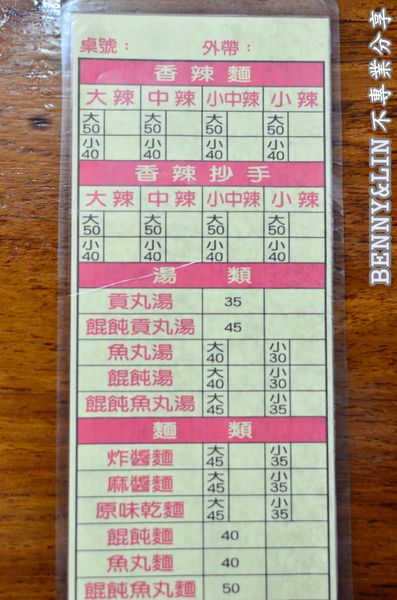 桌號： 外帶：
香辣麵
大辣 中辣 小中辣 小辣
大50 大50 大50 大50
小40 小40 小40 小40
香辣抄手
大辣 中辣 小中辣 小辣
大50 大50 大50 大50
小40 小40 小40 小40
湯類
貢丸湯 35
餛飩貢丸湯 45
魚丸湯 大40 小30
餛飩湯 大40 小30
餛飩魚丸湯 大45 小35
麵類
炸醬麵 大45 小35
麻醬麵 大45 小35
原味乾麵 大45 小35
餛飩麵 40
魚丸麵 40
餛飩魚丸麵 50
BENNY&LIN 不專業分享